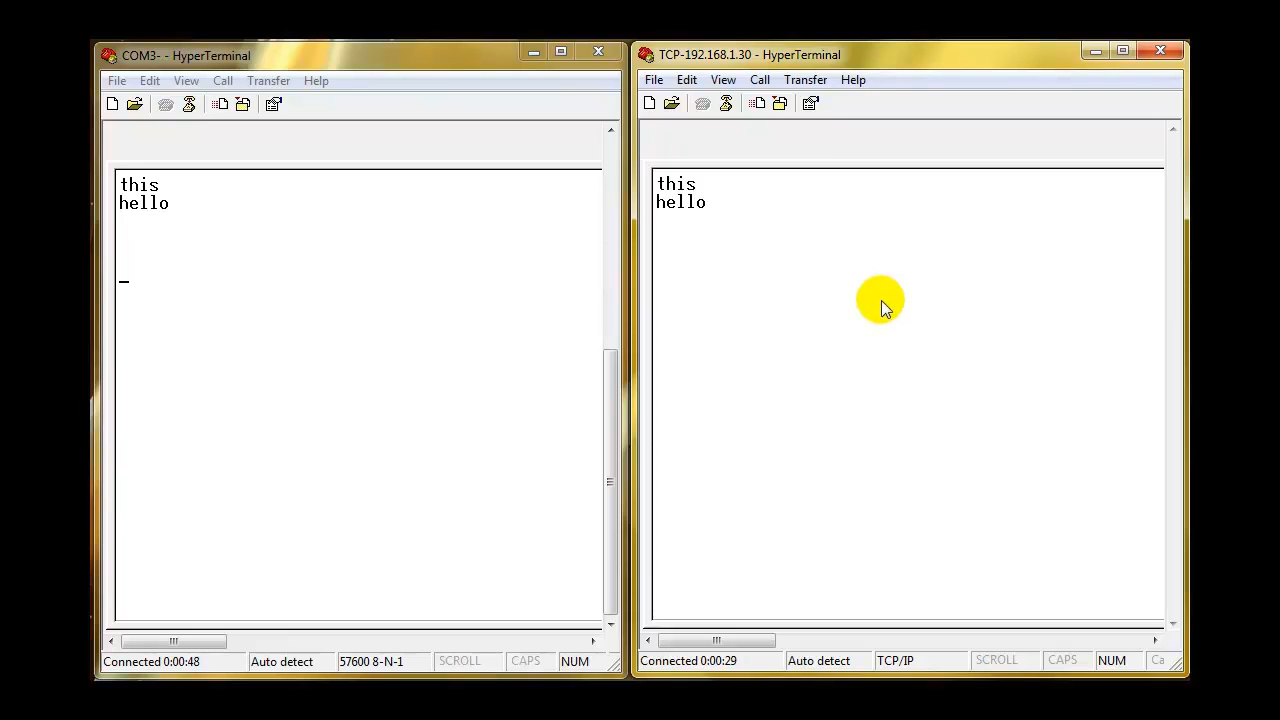 COM3- - HyperTerminal
File Edit View Call Transfer Help
this
hello
Connected 0:00:48 Auto detect 57600 8-N-1 SCROLL CAPS NUM
TCP-192.168.1.30 - HyperTerminal
File Edit View Call Transfer Help
this
hello
Connected 0:00:29 Auto detect TCP/IP SCROLL CAPS NUM Ca